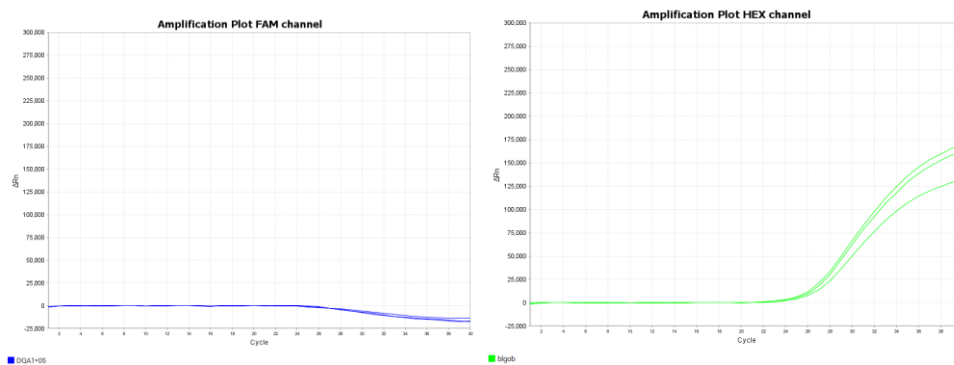 Amplification Plot FAM channel
300,000
275,000
250,000
225,000
200,000
175,000
150,000
125,000
100,000
75,000
50,000
25,000
0
-25,000
ΔRn
2 4 6 8 10 12 14 16 18 20 22 24 26 28 30 32 34 36 38 40
Cycle
DQA1*05
Amplification Plot HEX channel
300,000
275,000
250,000
225,000
200,000
175,000
150,000
125,000
100,000
75,000
50,000
25,000
0
-25,000
ΔRn
2 4 6 8 10 12 14 16 18 20 22 24 26 28 30 32 34 36 38
Cycle
blgob